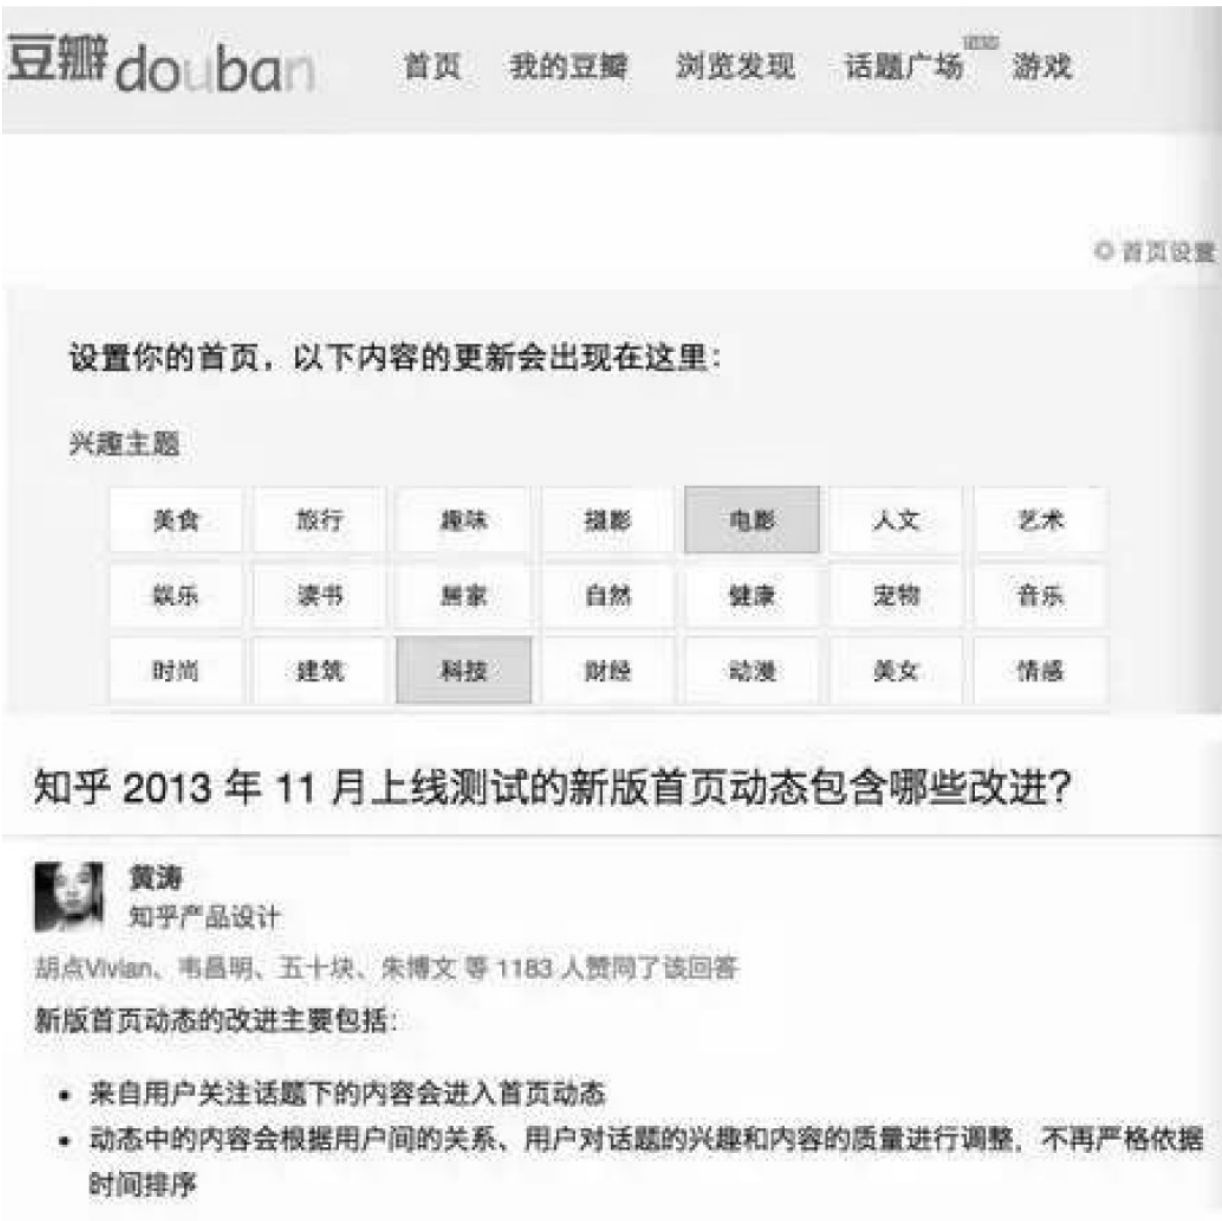 豆瓣douban 首页 我的豆瓣 浏览发现 话题广场 游戏
首页设置
设置你的首页，以下内容的更新会出现在这里：
兴趣主题
美食 旅行 趣味 摄影 电影 人文 艺术
娱乐 读书 居家 自然 健康 宠物 音乐
时尚 建筑 科技 财经 动漫 美女 情感
知乎 2013 年 11 月上线测试的新版首页动态包含哪些改进？
黄涛
知乎产品设计
胡点Vivian、韦昌明、五十块、朱博文 等 1183 人赞同了该回答
新版首页动态的改进主要包括：
• 来自用户关注话题下的内容会进入首页动态
• 动态中的内容会根据用户间的关系、用户对话题的兴趣和内容的质量进行调整，不再严格依据
时间排序